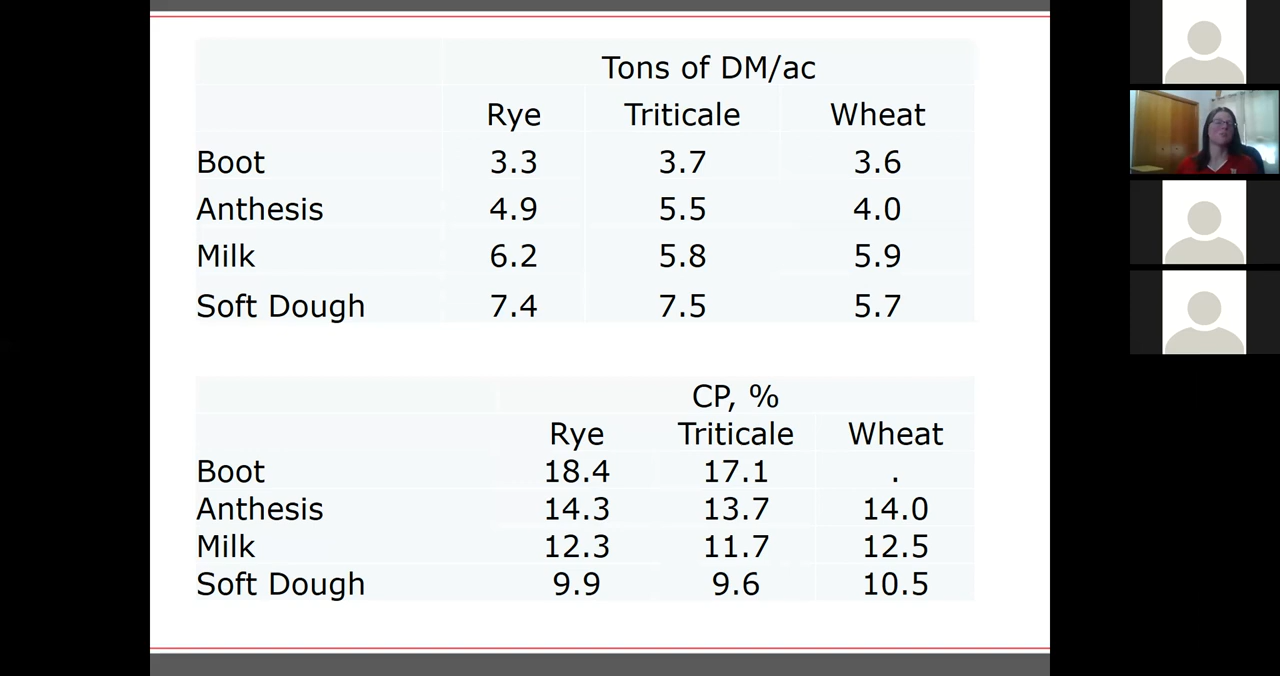 Tons of DM/ac
Rye Triticale Wheat
Boot 3.3 3.7 3.6
Anthesis 4.9 5.5 4.0
Milk 6.2 5.8 5.9
Soft Dough 7.4 7.5 5.7
CP, %
Rye Triticale Wheat
Boot 18.4 17.1 .
Anthesis 14.3 13.7 14.0
Milk 12.3 11.7 12.5
Soft Dough 9.9 9.6 10.5